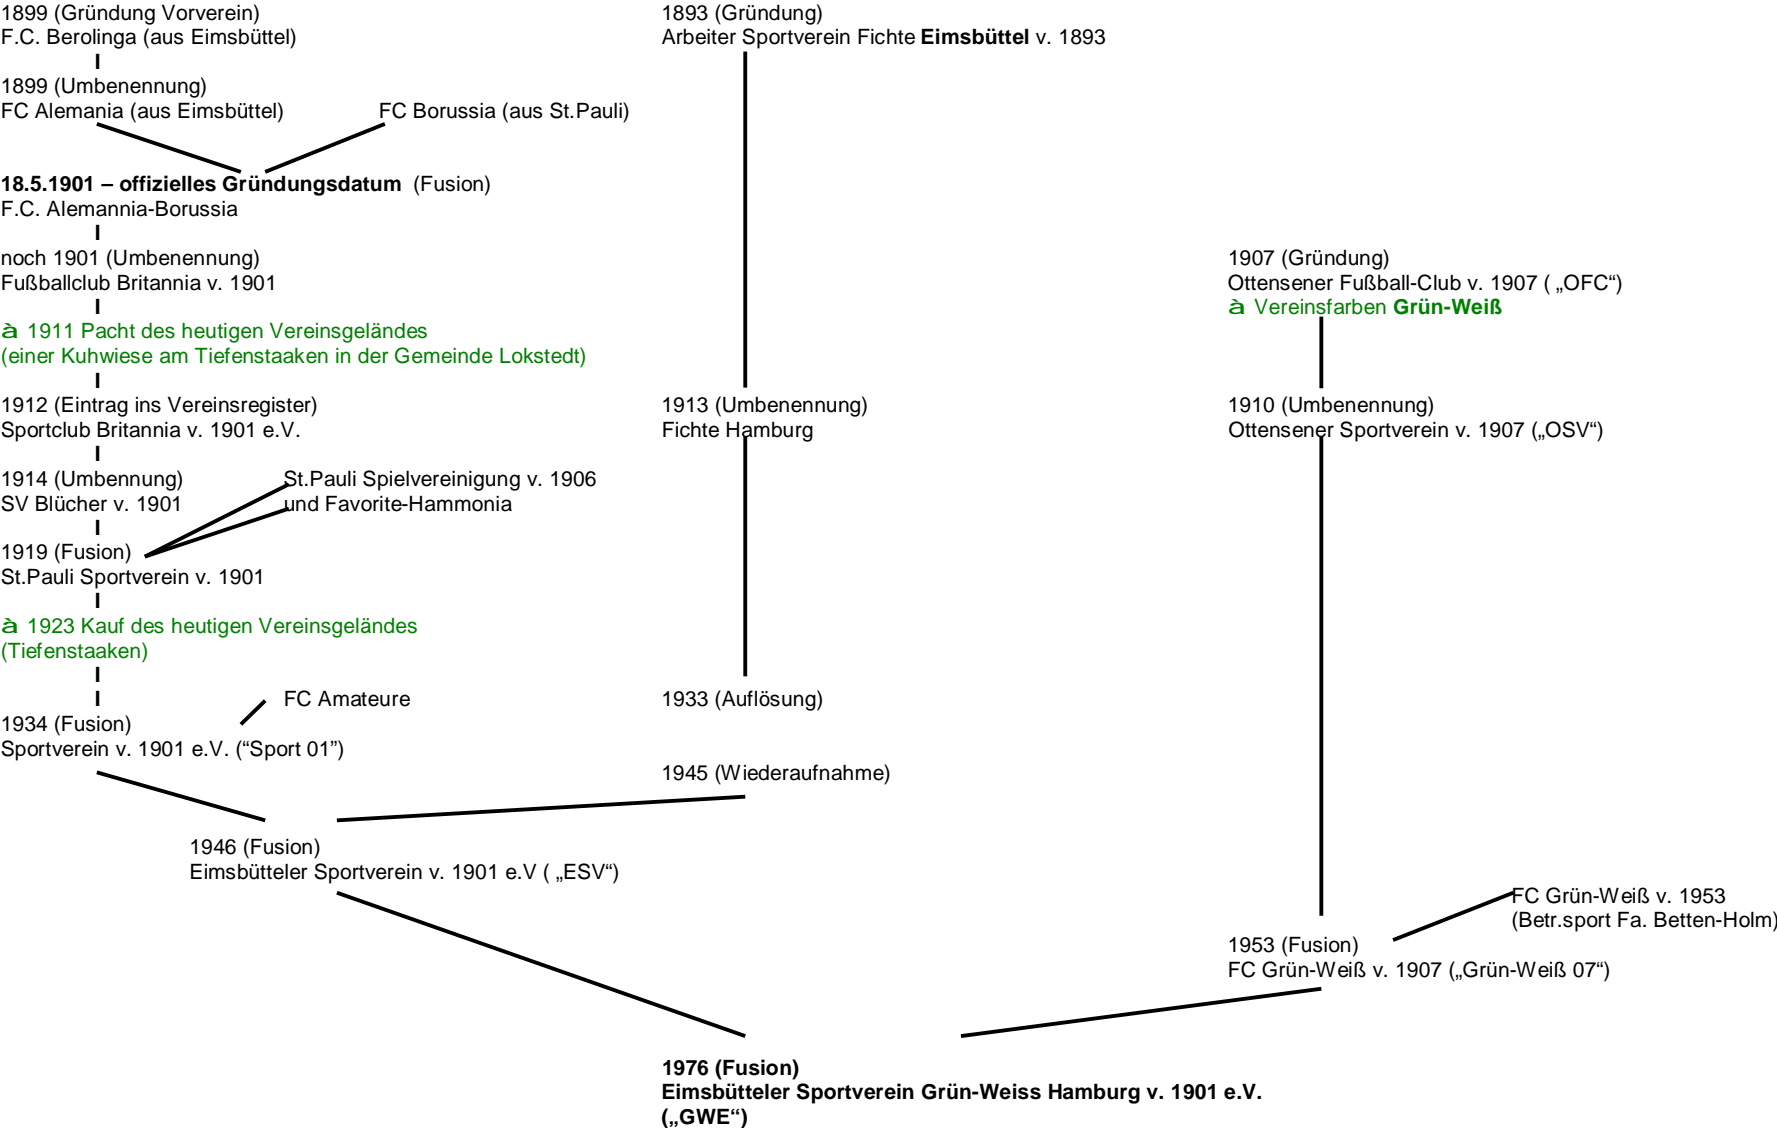 1899 (Gründung Vorverein)
F.C. Berolinga (aus Eimsbüttel)
1899 (Umbenennung)
FC Alemania (aus Eimsbüttel)
FC Borussia (aus St.Pauli)
18.5.1901 – offizielles Gründungsdatum (Fusion)
F.C. Alemannia-Borussia
noch 1901 (Umbenennung)
Fußballclub Britannia v. 1901
à 1911 Pacht des heutigen Vereinsgeländes
(einer Kuhwiese am Tiefenstaaken in der Gemeinde Lokstedt)
1912 (Eintrag ins Vereinsregister)
Sportclub Britannia v. 1901 e.V.
1914 (Umbennung)
SV Blücher v. 1901
St.Pauli Spielvereinigung v. 1906
und Favorite-Hammonia
1919 (Fusion)
St.Pauli Sportverein v. 1901
à 1923 Kauf des heutigen Vereinsgeländes
(Tiefenstaaken)
FC Amateure
1934 (Fusion)
Sportverein v. 1901 e.V. (“Sport 01”)
1893 (Gründung)
Arbeiter Sportverein Fichte Eimsbüttel v. 1893
1913 (Umbenennung)
Fichte Hamburg
1933 (Auflösung)
1945 (Wiederaufnahme)
1946 (Fusion)
Eimsbütteler Sportverein v. 1901 e.V ( „ESV“)
1907 (Gründung)
Ottensener Fußball-Club v. 1907 ( „OFC“)
à Vereinsfarben Grün-Weiß
1910 (Umbenennung)
Ottensener Sportverein v. 1907 („OSV“)
FC Grün-Weiß v. 1953
(Betr.sport Fa. Betten-Holm)
1953 (Fusion)
FC Grün-Weiß v. 1907 („Grün-Weiß 07“)
1976 (Fusion)
Eimsbütteler Sportverein Grün-Weiss Hamburg v. 1901 e.V.
(„GWE“)